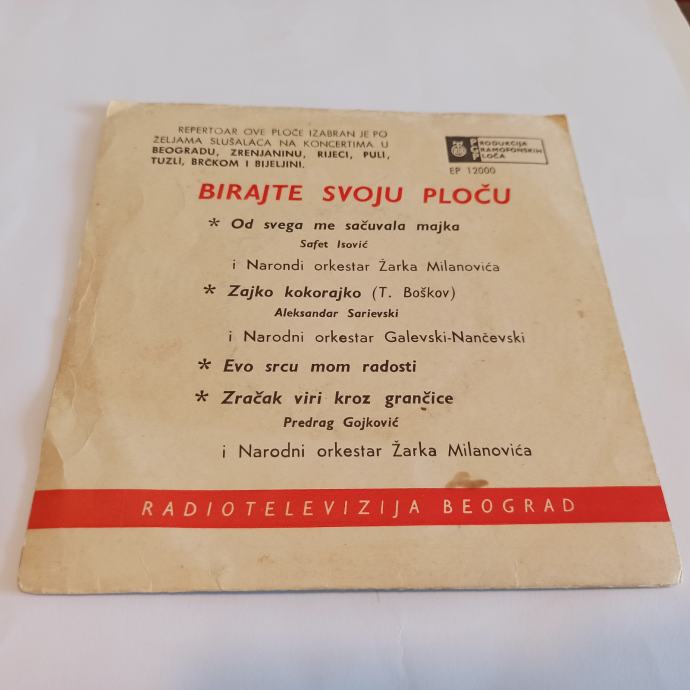 REPERTOAR OVE PLOČE IZABRAN JE PO
ŽELJAMA SLUŠALACA NA KONCERTIMA U
BEOGRADU, ZRENJANINU, RIJECI, PULI,
TUZLI, BRČKOM I BIJELJINI.
PRODUKCIJA
GRAMOFONSKIH
PLOČA
EP 12000
BIRAJTE SVOJU PLOČU
* Od svega me sačuvala majka
Safet Isović
i Narondi orkestar Žarka Milanovića
* Zajko kokorajko (T. Boškov)
Aleksandar Sarievski
i Narodni orkestar Galevski-Nančevski
* Evo srcu mom radosti
* Zračak viri kroz grančice
Predrag Gojković
i Narodni orkestar Žarka Milanovića
RADIOTELEVIZIJA BEOGRAD